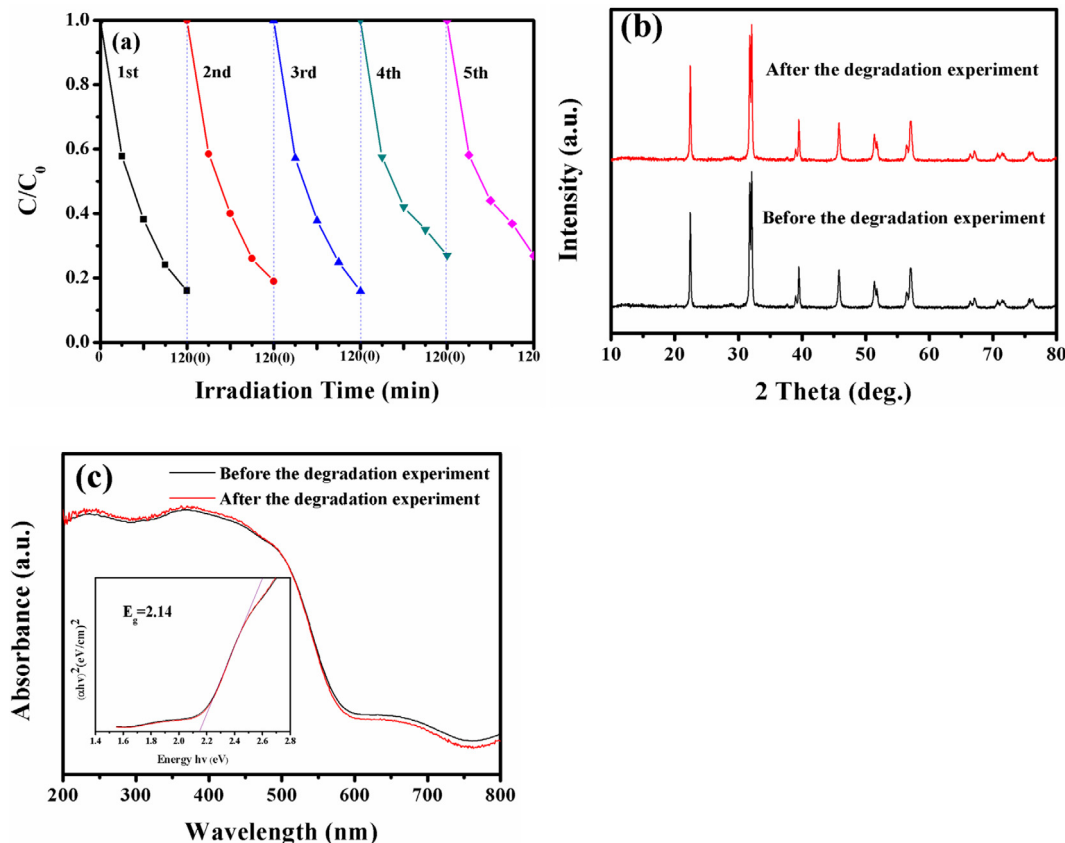 (a)
1st
2nd
3rd
4th
5th
1.0
0.8
0.6
0.4
0.2
0.0
C/C0
0
120(0)
120(0)
120(0)
120(0)
120
Irradiation Time (min)
(b)
After the degradation experiment
Before the degradation experiment
Intensity (a.u.)
10
20
30
40
50
60
70
80
2 Theta (deg.)
(c)
Before the degradation experiment
After the degradation experiment
Absorbance (a.u.)
Eg=2.14
(αhν)2(eV/cm)2
1.4
1.6
1.8
2.0
2.2
2.4
2.6
2.8
Energy hν (eV)
200
300
400
500
600
700
800
Wavelength (nm)